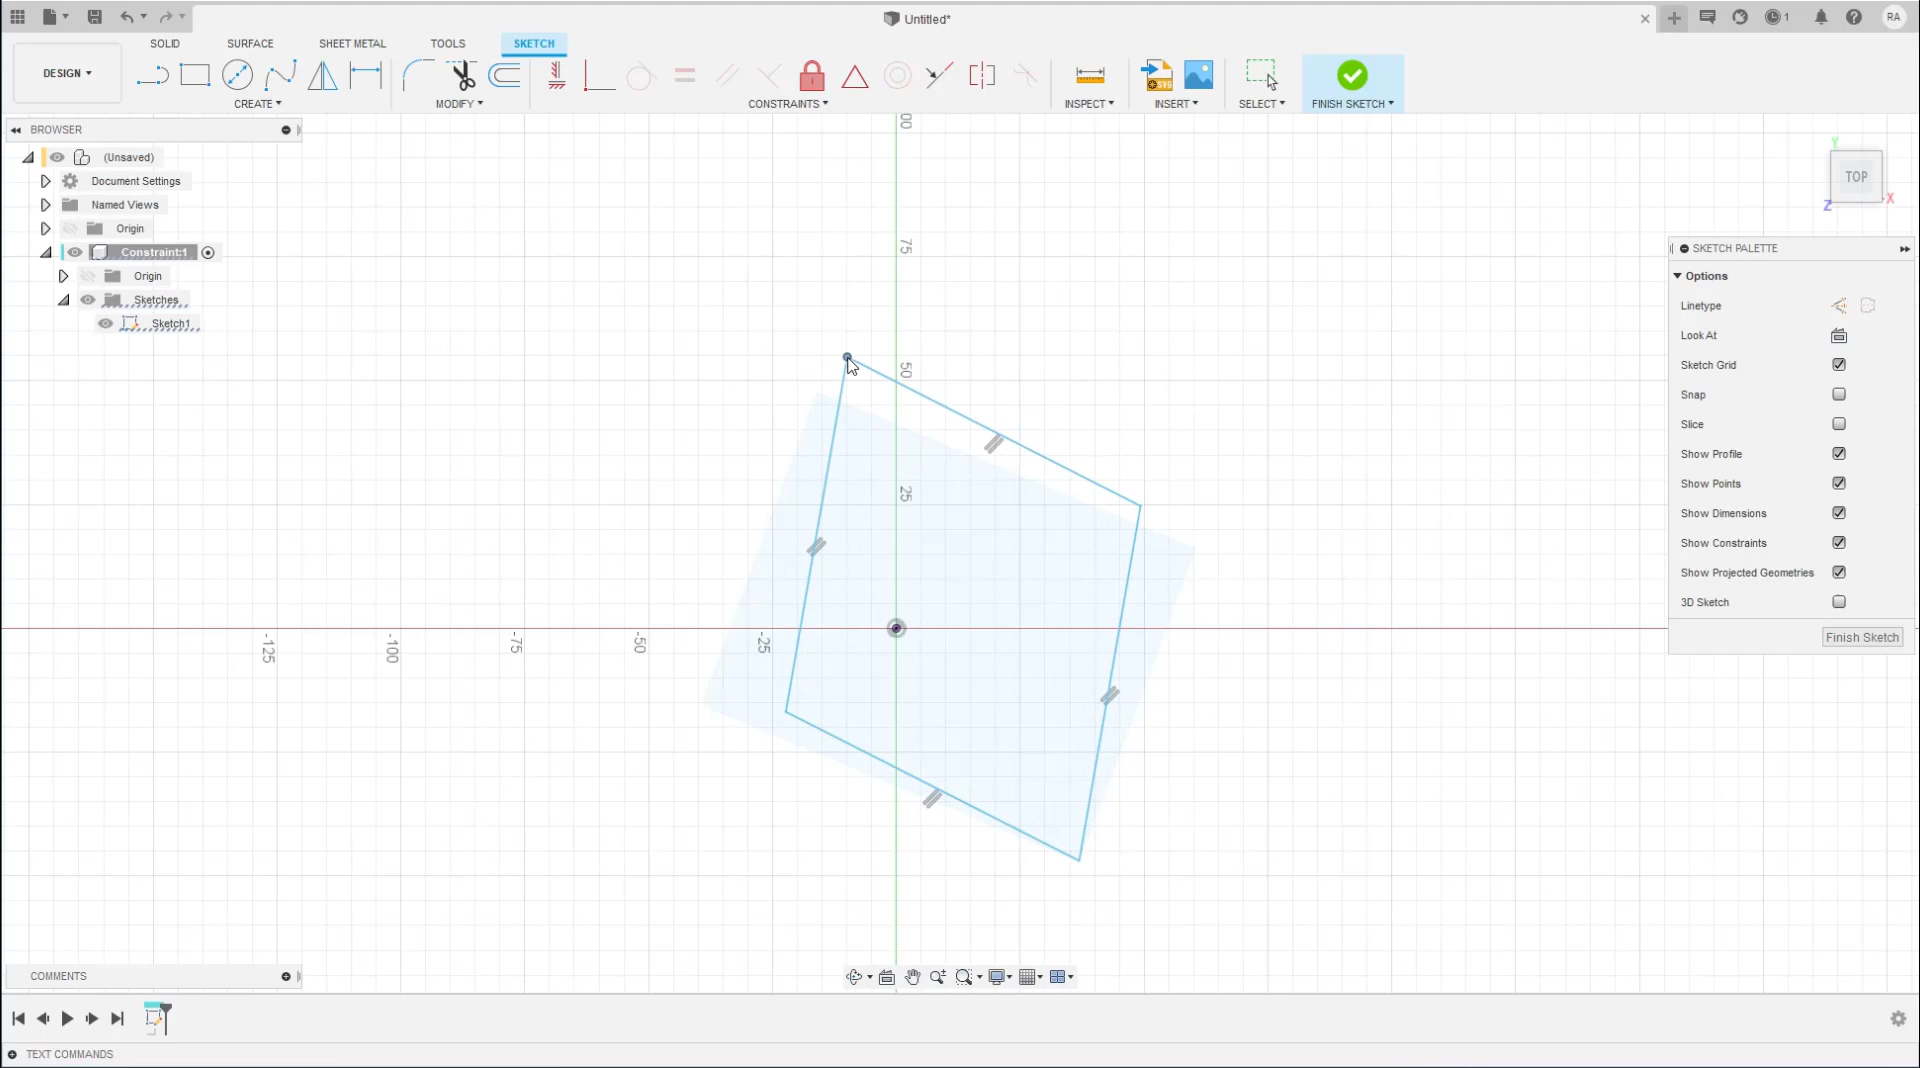 Untitled*
1
RA
SOLID
SURFACE
SHEET METAL
TOOLS
SKETCH
DESIGN
CREATE
MODIFY
CONSTRAINTS
INSPECT
INSERT
SELECT
FINISH SKETCH
BROWSER
(Unsaved)
Document Settings
Named Views
Origin
Constraint:1
Origin
Sketches
Sketch1
00
75
50
25
-125
-100
-75
-50
-25
Y
TOP
X
Z
SKETCH PALETTE
Options
Linetype
Look At
Sketch Grid
Snap
Slice
Show Profile
Show Points
Show Dimensions
Show Constraints
Show Projected Geometries
3D Sketch
Finish Sketch
COMMENTS
TEXT COMMANDS